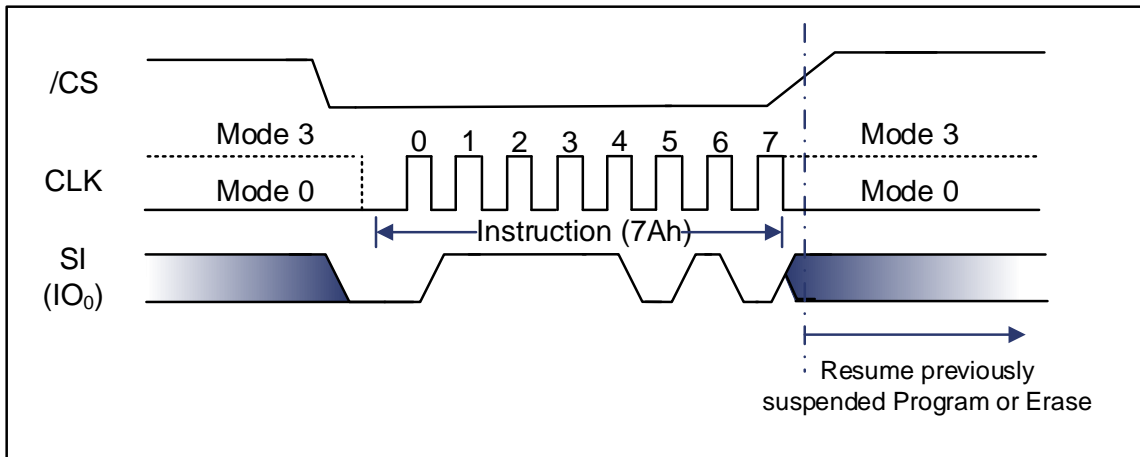 /CS
Mode 3
0 1 2 3 4 5 6 7
Mode 3
CLK
Mode 0
Mode 0
Instruction (7Ah)
SI
(IO₀)
Resume previously
suspended Program or Erase